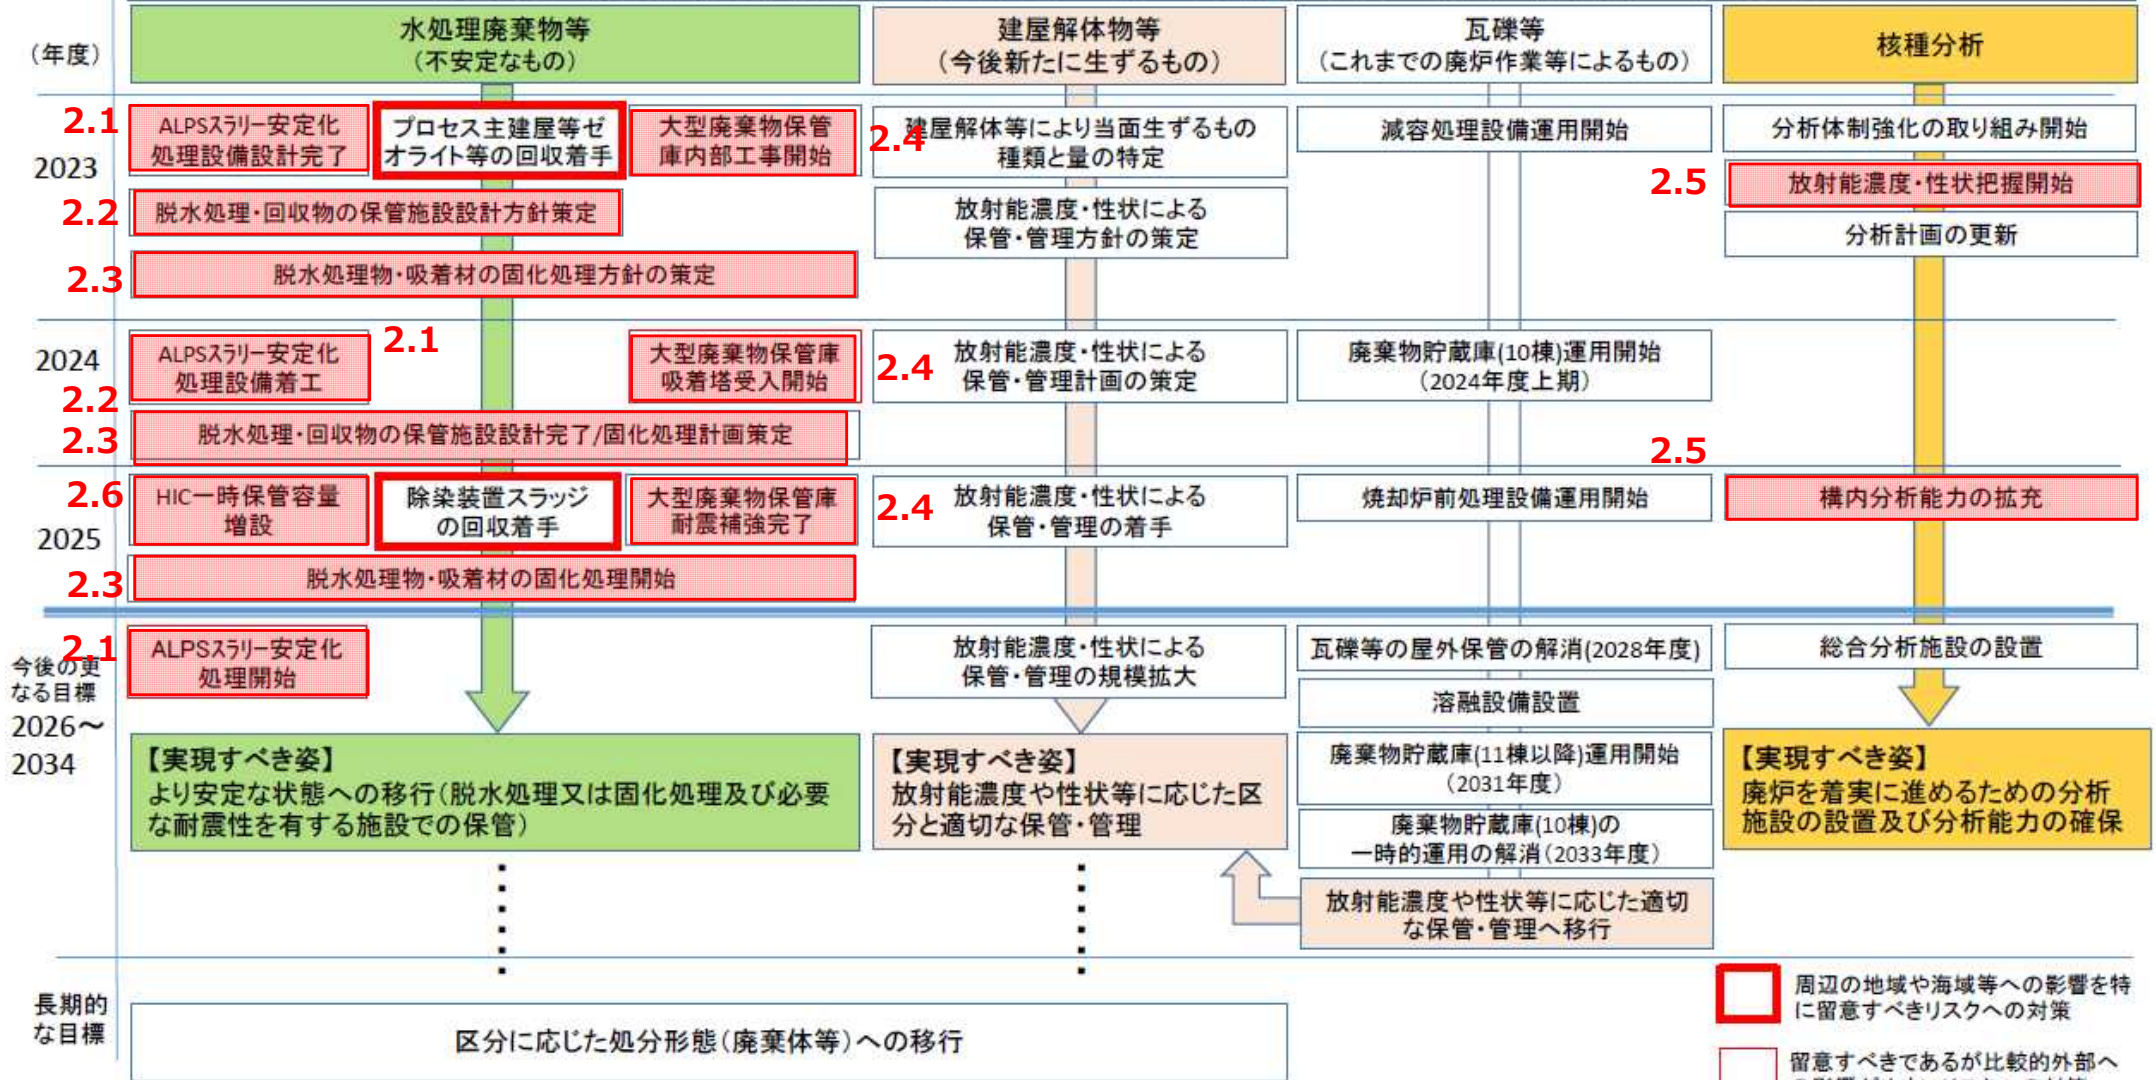 (年度)
水処理廃棄物等
(不安定なもの)
建屋解体物等
(今後新たに生ずるもの)
瓦礫等
(これまでの廃炉作業等によるもの)
核種分析
2023
2.1
ALPSスラリー安定化
処理設備設計完了
プロセス主建屋等ゼ
オライト等の回収着手
大型廃棄物保管
庫内部工事開始
2.4
建屋解体等により当面生ずるもの
種類と量の特定
減容処理設備運用開始
分析体制強化の取り組み開始
2.5
放射能濃度・性状把握開始
2.2
脱水処理・回収物の保管施設設計方針策定
放射能濃度・性状による
保管・管理方針の策定
分析計画の更新
2.3
脱水処理物・吸着材の固化処理方針の策定
2024
ALPSスラリー安定化
処理設備着工
2.1
大型廃棄物保管庫
吸着塔受入開始
2.4
放射能濃度・性状による
保管・管理計画の策定
廃棄物貯蔵庫(10棟)運用開始
(2024年度上期)
2.2
2.3
脱水処理・回収物の保管施設設計完了/固化処理計画策定
2.5
2025
2.6
HIC一時保管容量
増設
除染装置スラッジ
の回収着手
大型廃棄物保管庫
耐震補強完了
2.4
放射能濃度・性状による
保管・管理の着手
焼却炉前処理設備運用開始
構内分析能力の拡充
2.3
脱水処理物・吸着材の固化処理開始
今後の更
なる目標
2026～
2034
2.1
ALPSスラリー安定化
処理開始
放射能濃度・性状による
保管・管理の規模拡大
瓦礫等の屋外保管の解消(2028年度)
総合分析施設の設置
溶融設備設置
【実現すべき姿】
より安定な状態への移行(脱水処理又は固化処理及び必要
な耐震性を有する施設での保管)
【実現すべき姿】
放射能濃度や性状等に応じた区
分と適切な保管・管理
廃棄物貯蔵庫(11棟以降)運用開始
(2031年度)
廃棄物貯蔵庫(10棟)の
一時的運用の解消(2033年度)
【実現すべき姿】
廃炉を着実に進めるための分析
施設の設置及び分析能力の確保
放射能濃度や性状等に応じた適切
な保管・管理へ移行
長期的
な目標
区分に応じた処分形態(廃棄体等)への移行
周辺の地域や海域等への影響を特
に留意すべきリスクへの対策
留意すべきであるが比較的外部へ